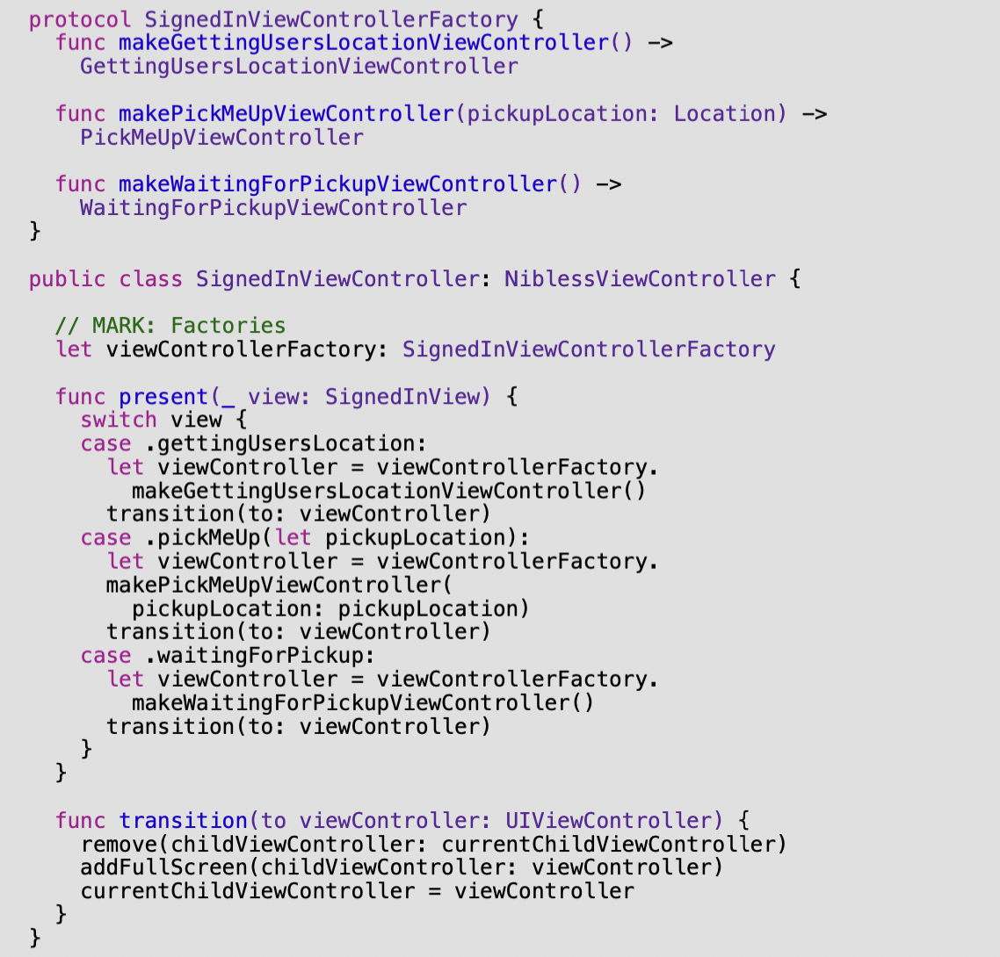 protocol SignedInViewControllerFactory {
  func makeGettingUsersLocationViewController() ->
    GettingUsersLocationViewController

  func makePickMeUpViewController(pickupLocation: Location) ->
    PickMeUpViewController

  func makeWaitingForPickupViewController() ->
    WaitingForPickupViewController
}

public class SignedInViewController: NiblessViewController {

  // MARK: Factories
  let viewControllerFactory: SignedInViewControllerFactory

  func present(_ view: SignedInView) {
    switch view {
    case .gettingUsersLocation:
      let viewController = viewControllerFactory.
        makeGettingUsersLocationViewController()
      transition(to: viewController)
    case .pickMeUp(let pickupLocation):
      let viewController = viewControllerFactory.
      makePickMeUpViewController(
        pickupLocation: pickupLocation)
      transition(to: viewController)
    case .waitingForPickup:
      let viewController = viewControllerFactory.
        makeWaitingForPickupViewController()
      transition(to: viewController)
    }
  }

  func transition(to viewController: UIViewController) {
    remove(childViewController: currentChildViewController)
    addFullScreen(childViewController: viewController)
    currentChildViewController = viewController
  }
}